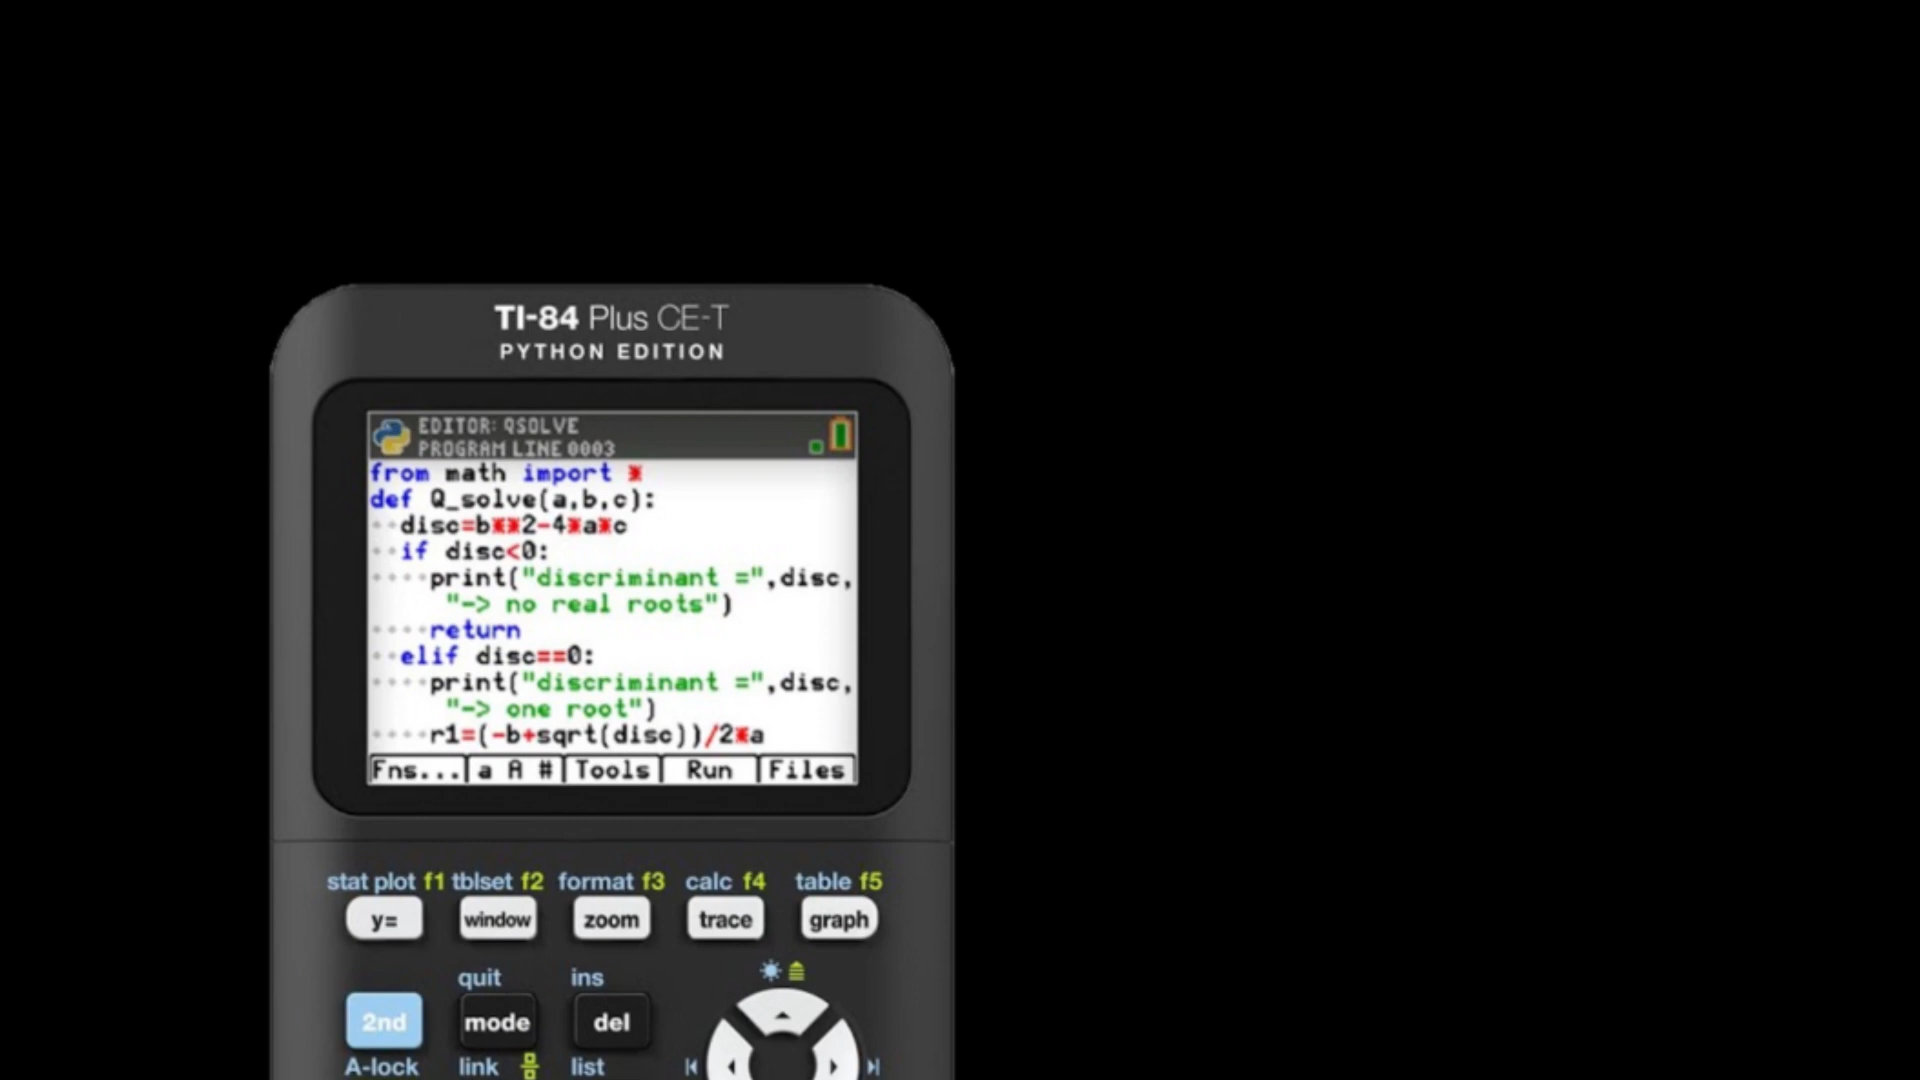 TI-84 Plus CE-T
PYTHON EDITION
EDITOR: QSOLVE
PROGRAM LINE 0003
from math import *
def Q_solve(a,b,c):
··disc=b**2-4*a*c
··if disc<0:
····print("discriminant =",disc,
"-> no real roots")
····return
··elif disc==0:
····print("discriminant =",disc,
"-> one root")
····r1=(-b+sqrt(disc))/2*a
Fns... a A # Tools Run Files
stat plot f1 tblset f2 format f3 calc f4 table f5
y= window zoom trace graph
quit ins
2nd mode del
A-lock link list